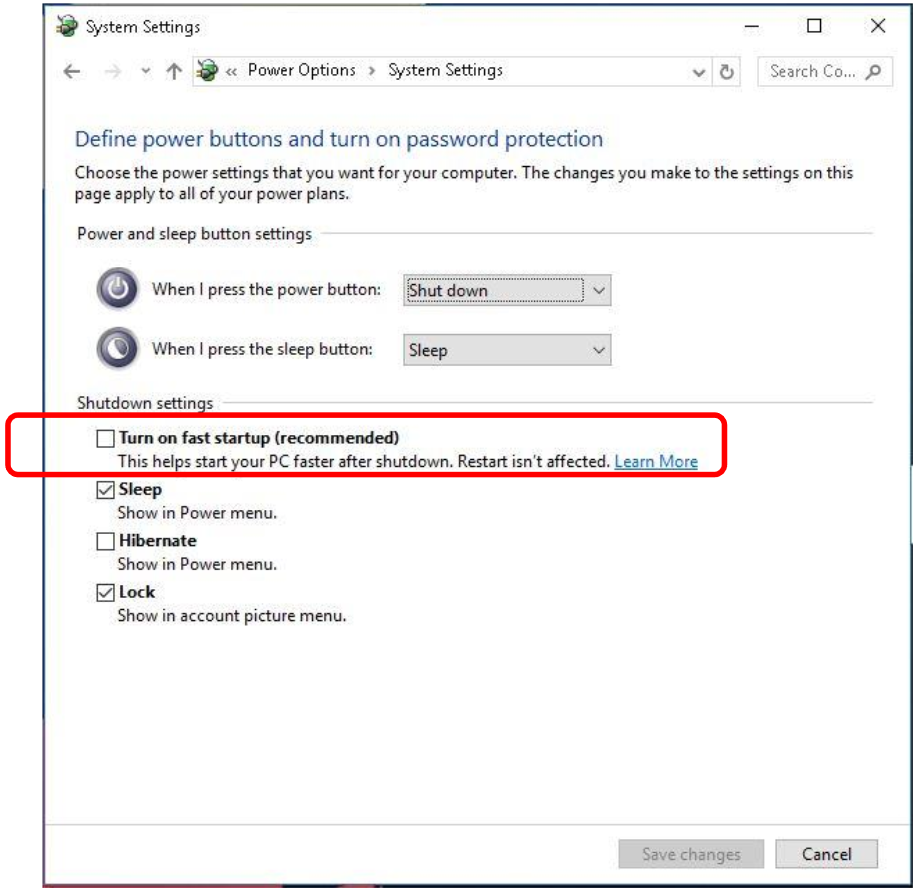 System Settings
« Power Options > System Settings
Search Co...
Define power buttons and turn on password protection
Choose the power settings that you want for your computer. The changes you make to the settings on this
page apply to all of your power plans.
Power and sleep button settings
When I press the power button: Shut down
When I press the sleep button: Sleep
Shutdown settings
Turn on fast startup (recommended)
This helps start your PC faster after shutdown. Restart isn't affected. Learn More
Sleep
Show in Power menu.
Hibernate
Show in Power menu.
Lock
Show in account picture menu.
Save changes Cancel